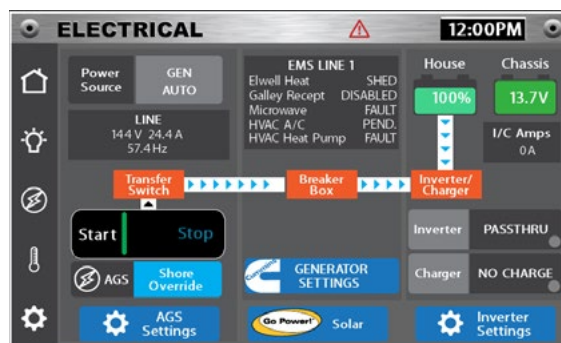 ELECTRICAL
12:00PM
Power Source
GEN AUTO
LINE
144 V 24.4 A
57.4 Hz
EMS LINE 1
Elwell Heat SHED
Galley Recept DISABLED
Microwave FAULT
HVAC A/C PEND.
HVAC Heat Pump FAULT
House
Chassis
100%
13.7V
I/C Amps
0 A
Transfer Switch
Breaker Box
Inverter/ Charger
Start
Stop
Inverter
PASSTHRU
AGS
Shore Override
GENERATOR SETTINGS
Charger
NO CHARGE
AGS Settings
Go Power!
Solar
Inverter Settings